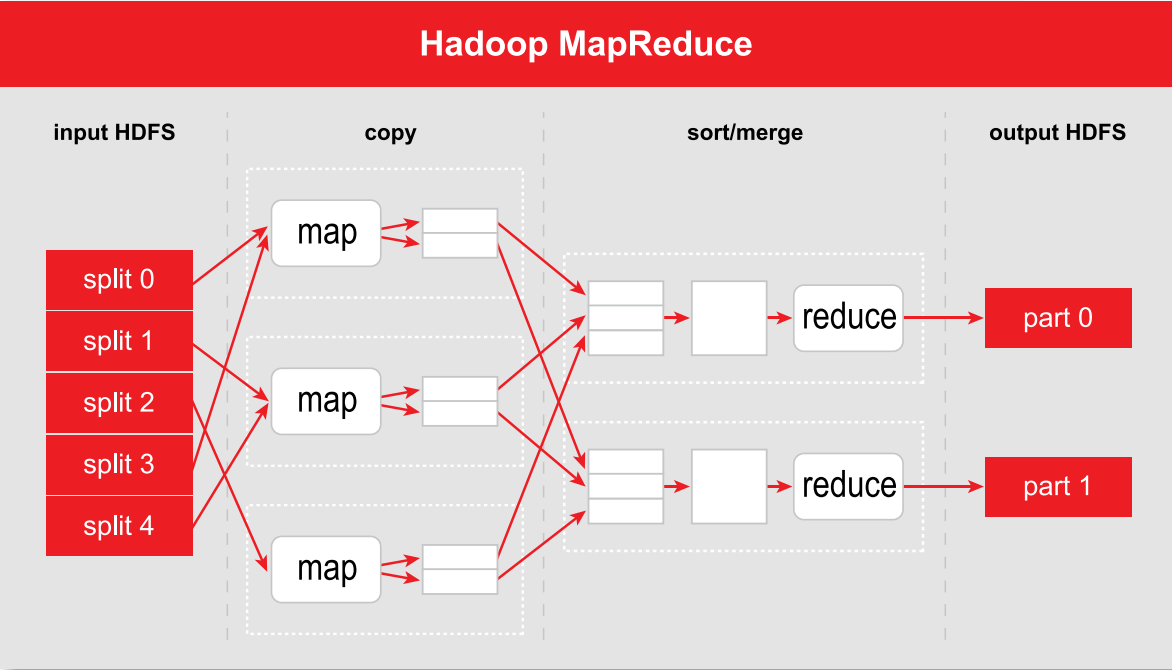 Hadoop MapReduce
input HDFS
copy
sort/merge
output HDFS
split 0
split 1
split 2
split 3
split 4
map
map
map
reduce
reduce
part 0
part 1